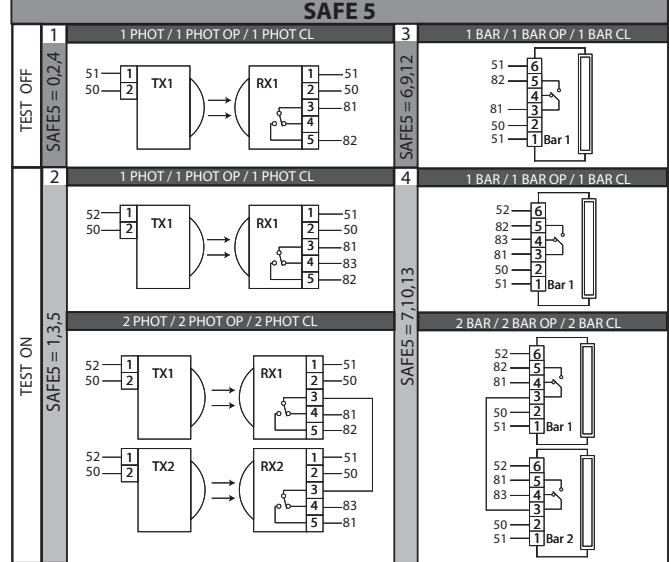 SAFE 5
TEST OFF
1
SAFE5 = 0,2,4
1 PHOT / 1 PHOT OP / 1 PHOT CL
51 1
50 2
TX1
RX1
1 51
2 50
3 81
4
5 82
3
SAFE5 = 6,9,12
1 BAR / 1 BAR OP / 1 BAR CL
51 6
82 5
4
81 3
50 2
51 1 Bar 1
TEST ON
2
SAFE5 = 1,3,5
1 PHOT / 1 PHOT OP / 1 PHOT CL
52 1
50 2
TX1
RX1
1 51
2 50
3 81
4 83
5 82
2 PHOT / 2 PHOT OP / 2 PHOT CL
52 1
50 2
TX1
RX1
1 51
2 50
3
4 81
5 82
52 1
50 2
TX2
RX2
1 51
2 50
3
4 83
5 81
4
SAFE5 = 7,10,13
1 BAR / 1 BAR OP / 1 BAR CL
52 6
82 5
83 4
81 3
50 2
51 1 Bar 1
2 BAR / 2 BAR OP / 2 BAR CL
52 6
82 5
81 4
3
50 2
51 1 Bar 1
52 6
81 5
83 4
3
50 2
51 1 Bar 2